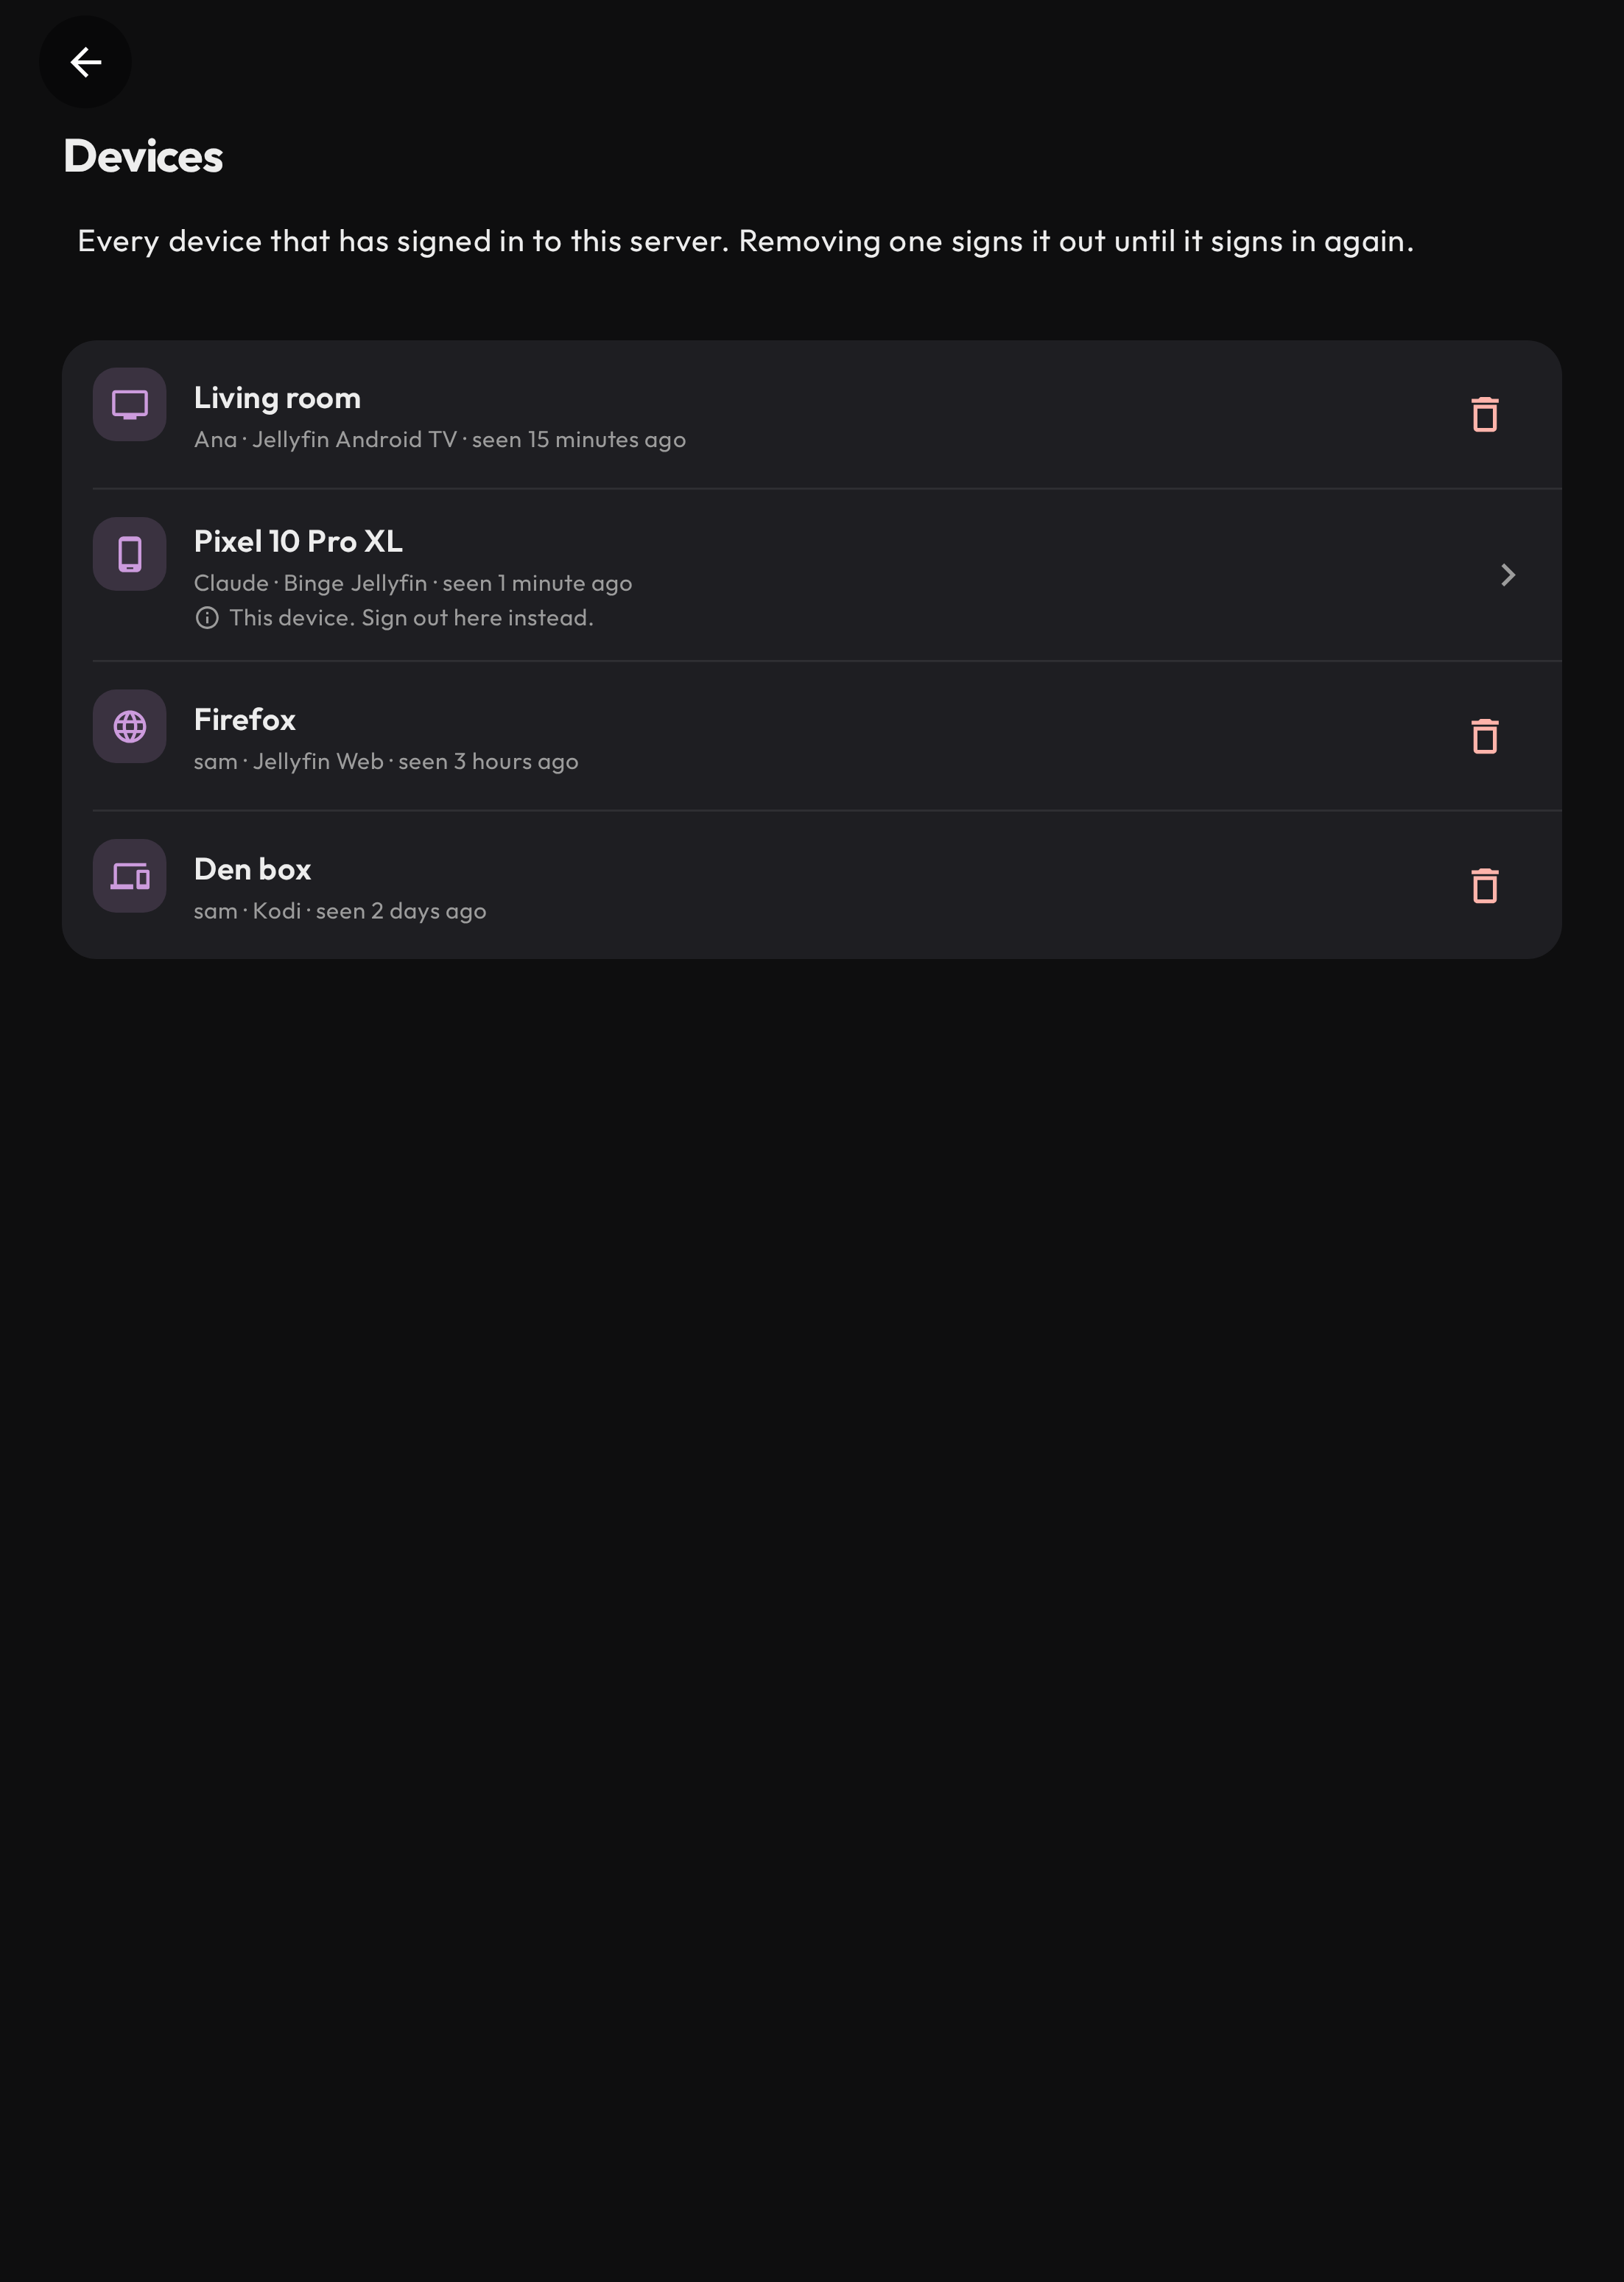 Devices
Every device that has signed in to this server. Removing one signs it out until it signs in again.
Living room
Ana · Jellyfin Android TV · seen 15 minutes ago
Pixel 10 Pro XL
Claude · Binge Jellyfin · seen 1 minute ago
This device. Sign out here instead.
Firefox
sam · Jellyfin Web · seen 3 hours ago
Den box
sam · Kodi · seen 2 days ago